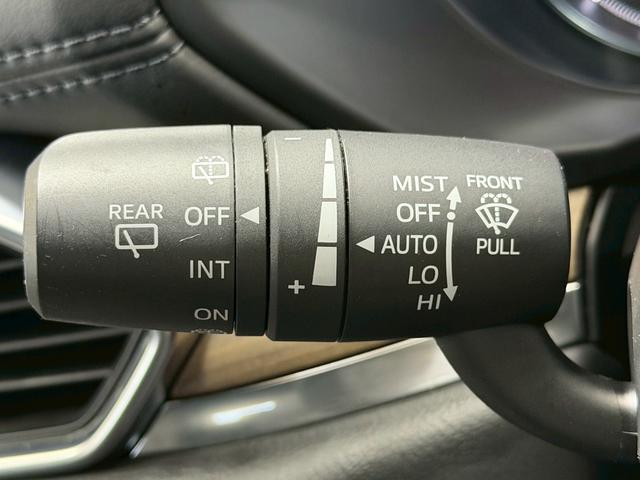 REAR
OFF
INT
ON
−
+
MIST
OFF
AUTO
LO
HI
FRONT
PULL